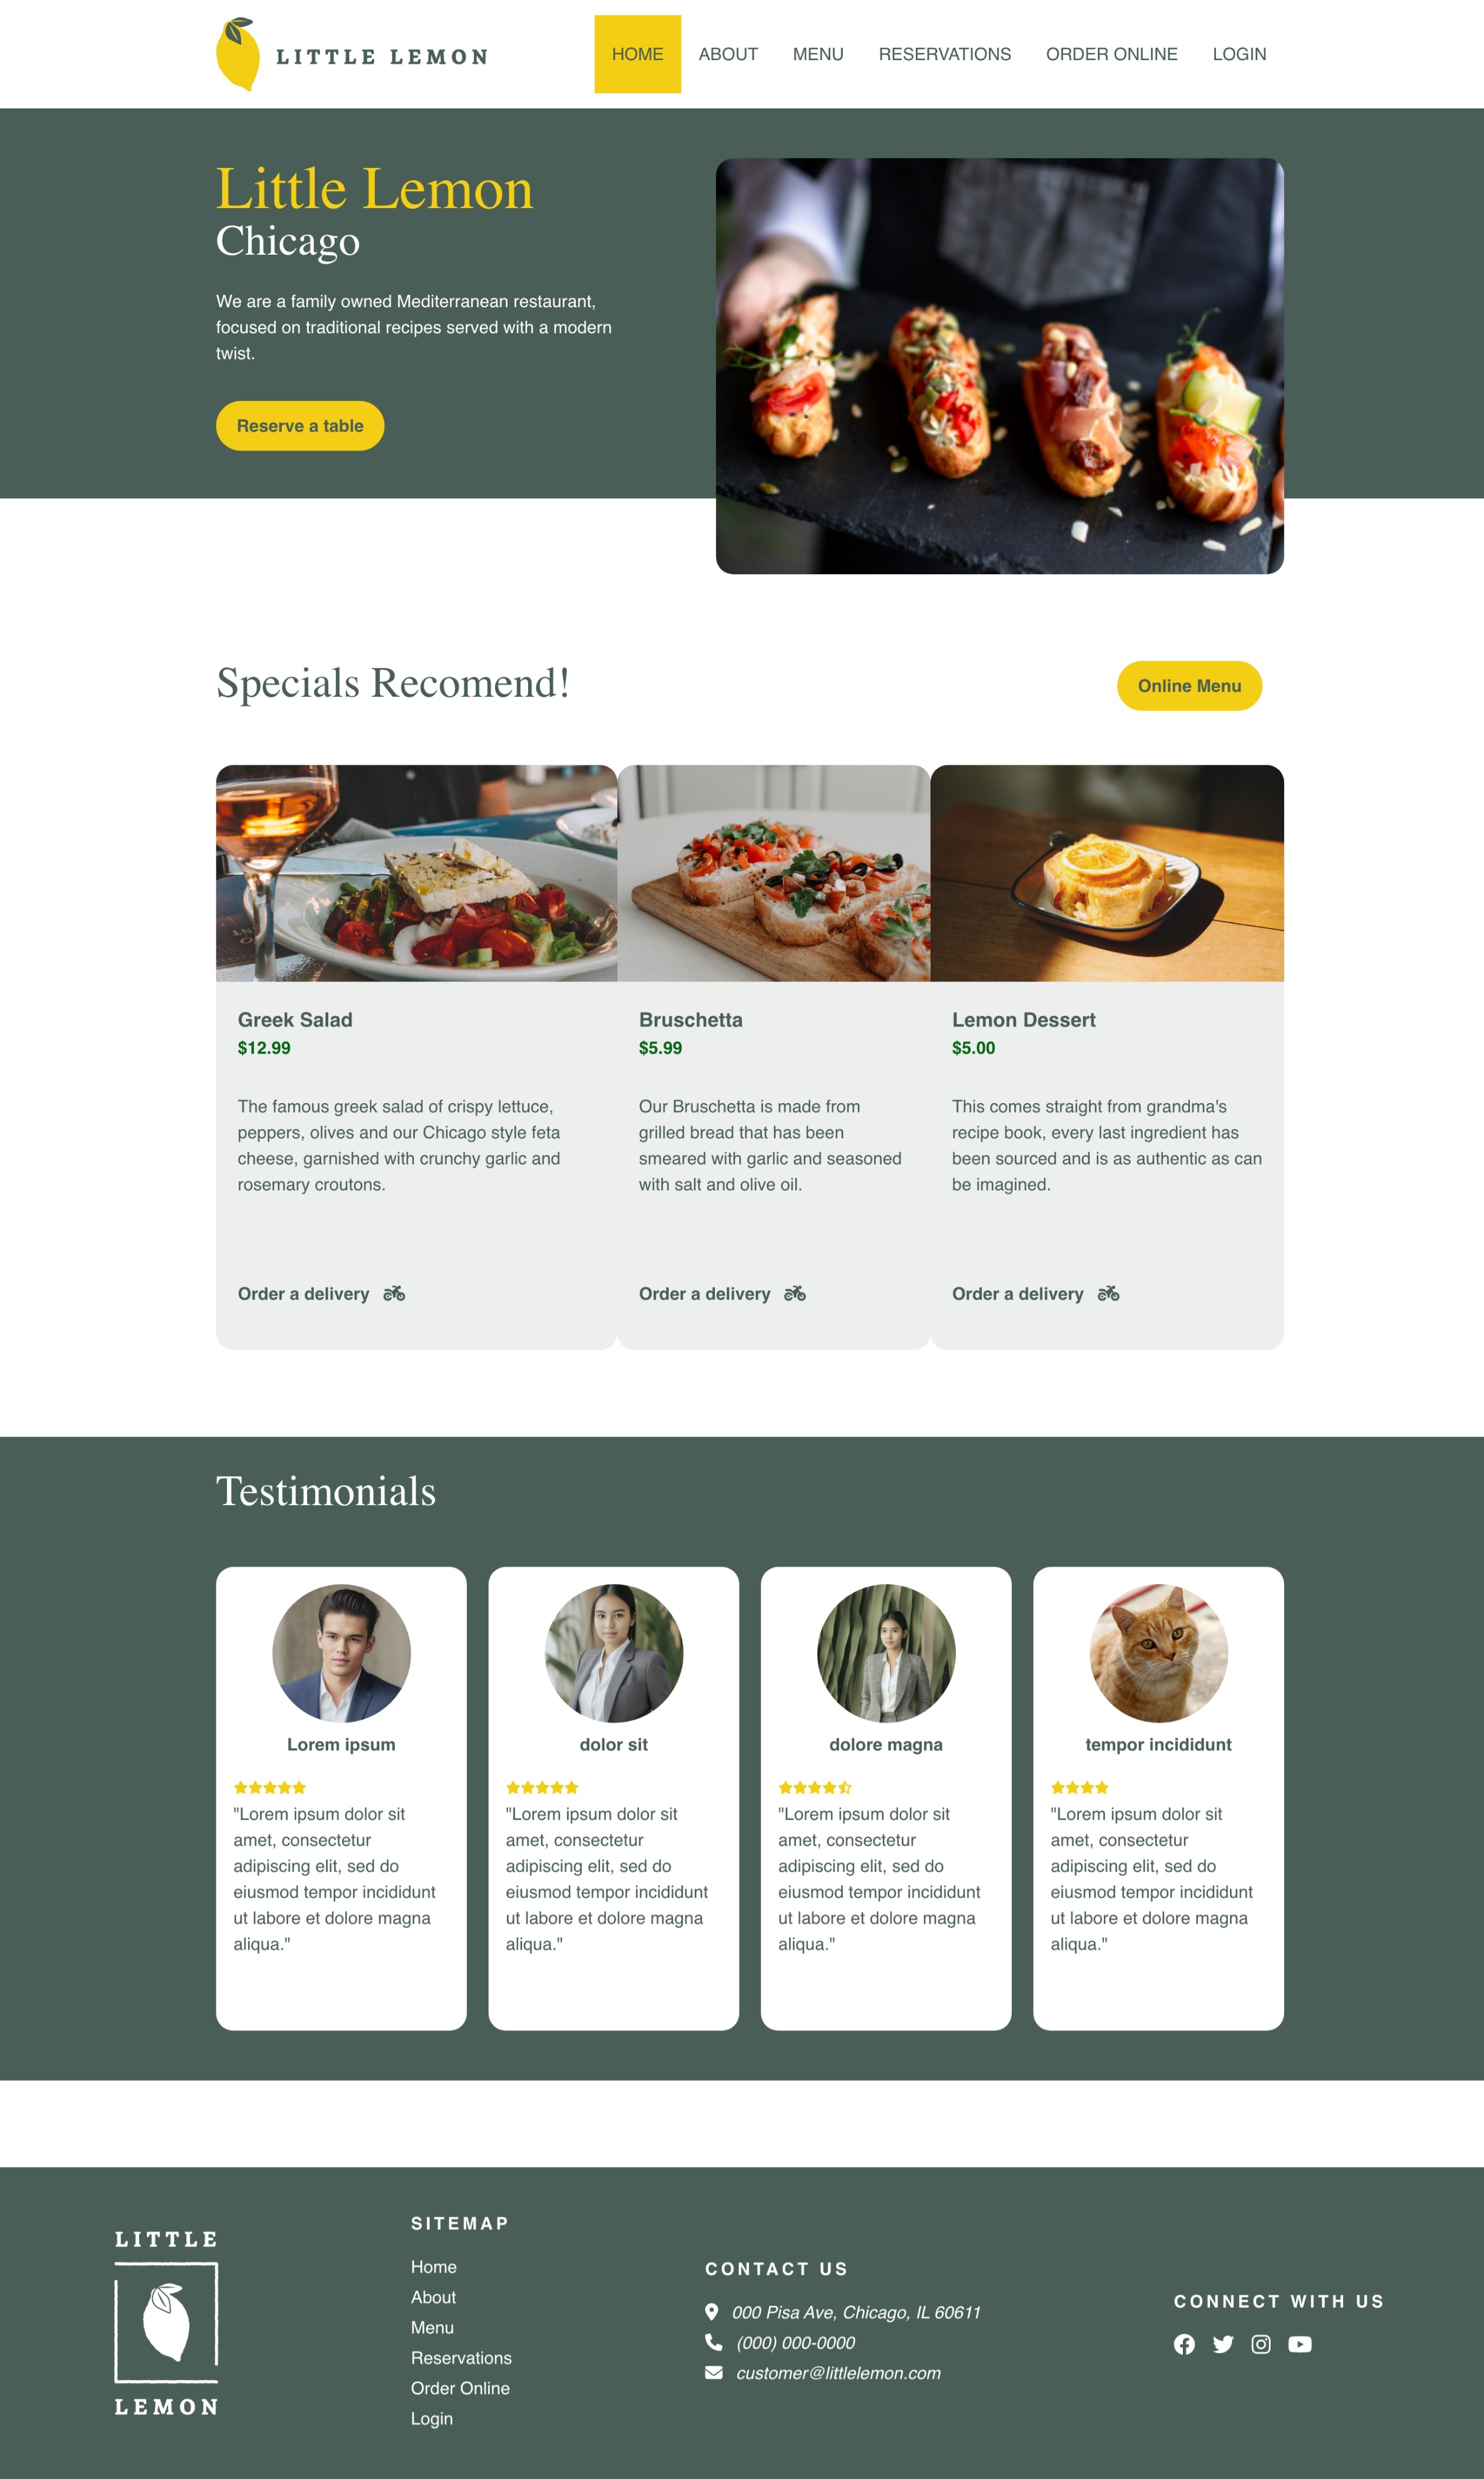 LITTLE LEMON
HOME ABOUT MENU RESERVATIONS ORDER ONLINE LOGIN
Little Lemon
Chicago
We are a family owned Mediterranean restaurant,
focused on traditional recipes served with a modern
twist.
Reserve a table
Specials Recomend!
Online Menu
Greek Salad
$12.99
The famous greek salad of crispy lettuce,
peppers, olives and our Chicago style feta
cheese, garnished with crunchy garlic and
rosemary croutons.
Order a delivery
Bruschetta
$5.99
Our Bruschetta is made from
grilled bread that has been
smeared with garlic and seasoned
with salt and olive oil.
Order a delivery
Lemon Dessert
$5.00
This comes straight from grandma's
recipe book, every last ingredient has
been sourced and is as authentic as can
be imagined.
Order a delivery
Testimonials
Lorem ipsum
"Lorem ipsum dolor sit
amet, consectetur
adipiscing elit, sed do
eiusmod tempor incididunt
ut labore et dolore magna
aliqua."
dolor sit
"Lorem ipsum dolor sit
amet, consectetur
adipiscing elit, sed do
eiusmod tempor incididunt
ut labore et dolore magna
aliqua."
dolore magna
"Lorem ipsum dolor sit
amet, consectetur
adipiscing elit, sed do
eiusmod tempor incididunt
ut labore et dolore magna
aliqua."
tempor incididunt
"Lorem ipsum dolor sit
amet, consectetur
adipiscing elit, sed do
eiusmod tempor incididunt
ut labore et dolore magna
aliqua."
LITTLE
LEMON
SITEMAP
Home
About
Menu
Reservations
Order Online
Login
CONTACT US
000 Pisa Ave, Chicago, IL 60611
(000) 000-0000
customer@littlelemon.com
CONNECT WITH US